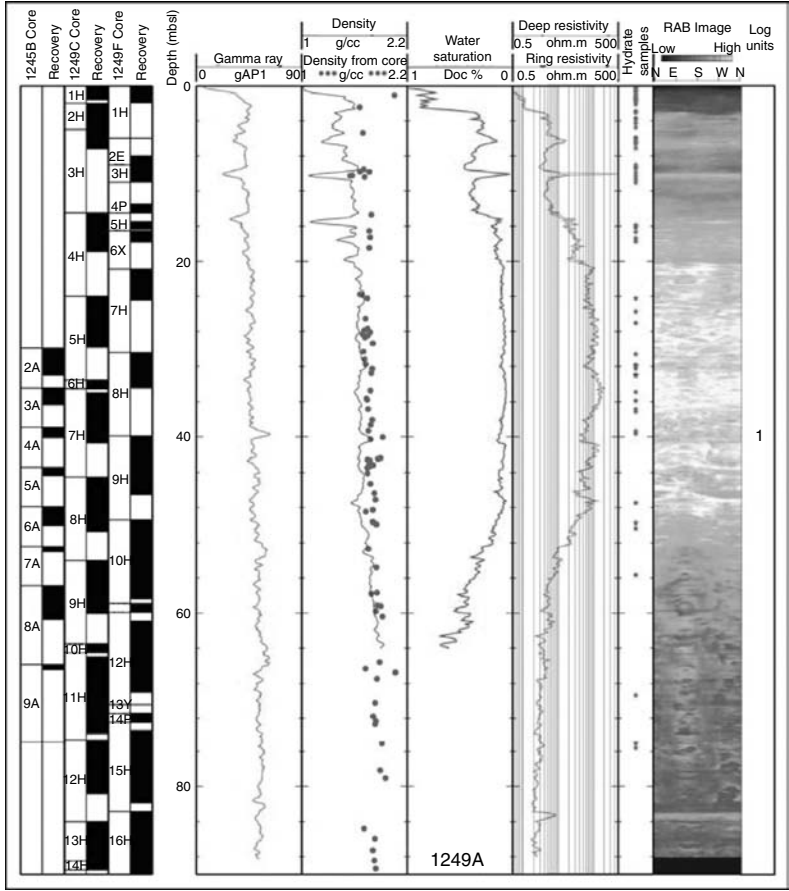 1245B Core
Recovery
1249C Core
Recovery
1249F Core
Recovery
Depth (mbsl)
Gamma ray
0 gAP1 90
Density
1 g/cc 2.2
Density from core
1 g/cc 2.2
Water
saturation
1 Doc % 0
Deep resistivity
0.5 ohm.m 500
Ring resistivity
0.5 ohm.m 500
Hydrate
samples
RAB Image
Low High
N E S W N
Log
units
0
20
40
60
80
2A
3A
4A
5A
6A
7A
8A
9A
1H
2H
3H
4H
5H
6H
7H
8H
9H
10H
11H
12H
13H
14H
1H
2E
3H
4P
5H
6X
7H
8H
9H
10H
12H
13Y
14P
15H
16H
1249A
1